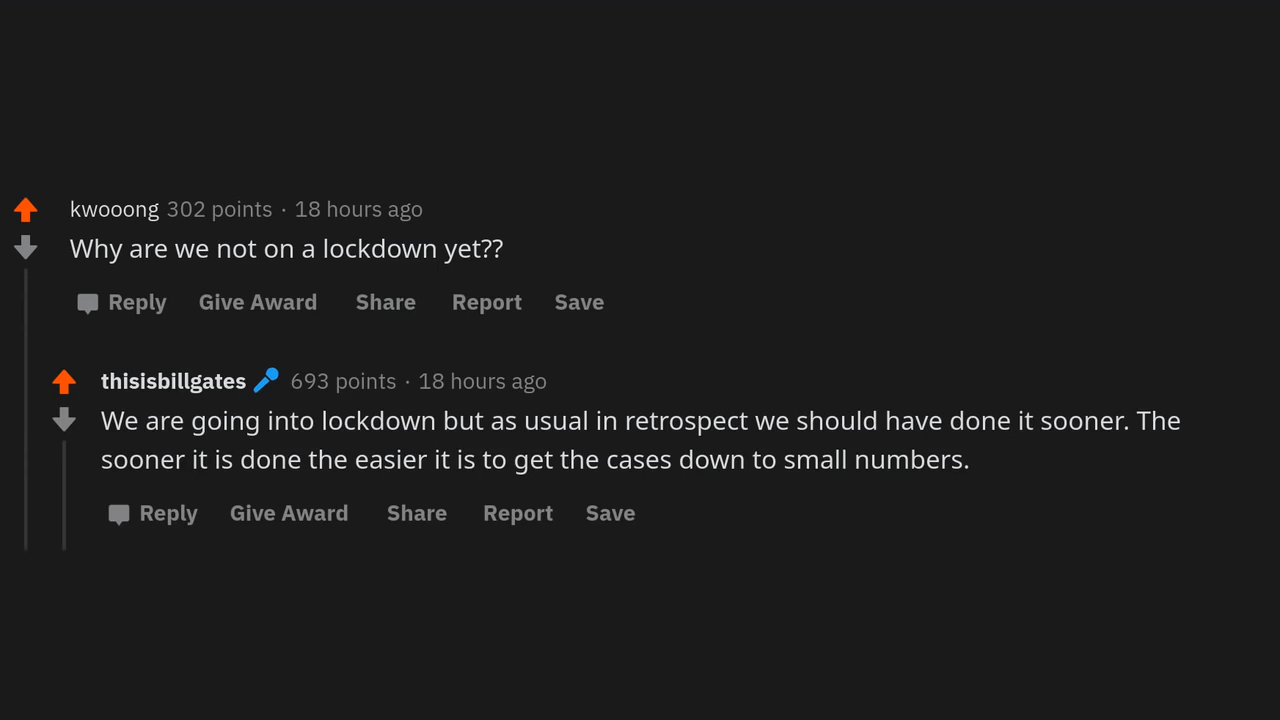 kwooong 302 points · 18 hours ago
Why are we not on a lockdown yet??
Reply Give Award Share Report Save
thisisbillgates 693 points · 18 hours ago
We are going into lockdown but as usual in retrospect we should have done it sooner. The
sooner it is done the easier it is to get the cases down to small numbers.
Reply Give Award Share Report Save